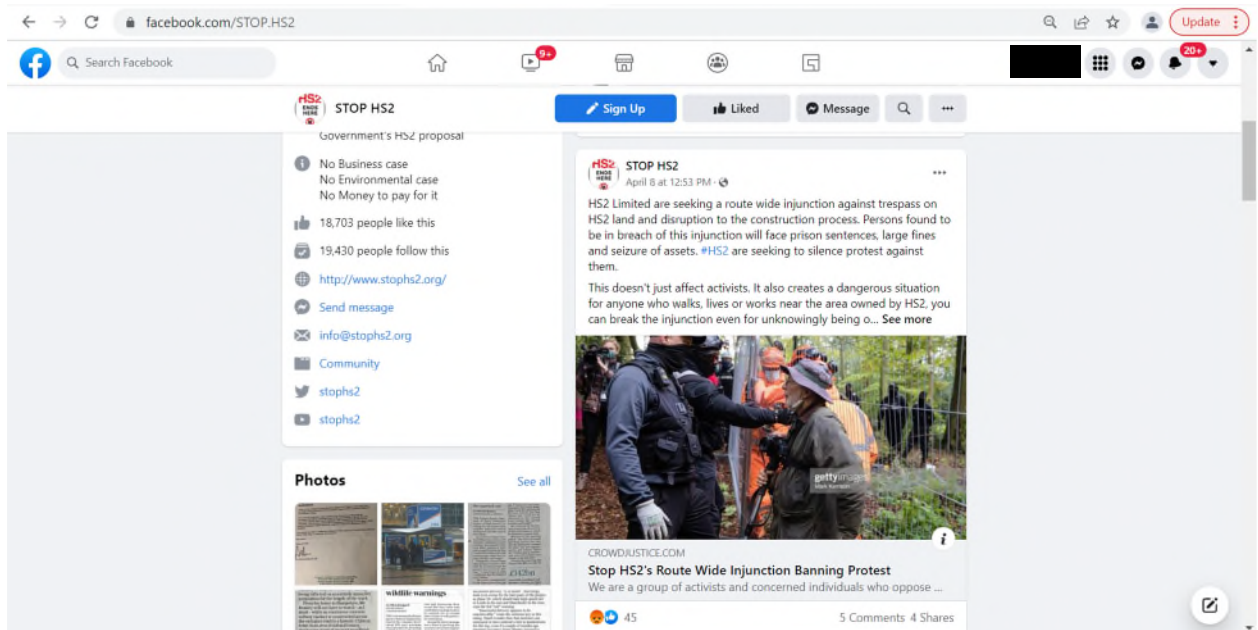 facebook.com/STOP.HS2
Update
Search Facebook
9+
20+
HS2
ENDS
HERE
STOP HS2
Sign Up
Liked
Message
Government's HS2 proposal
No Business case
No Environmental case
No Money to pay for it
18,703 people like this
19,430 people follow this
http://www.stophs2.org/
Send message
info@stophs2.org
Community
stophs2
stophs2
Photos
See all
wildlife warnings
HS2
ENDS
HERE
STOP HS2
April 8 at 12:53 PM ·
HS2 Limited are seeking a route wide injunction against trespass on
HS2 land and disruption to the construction process. Persons found to
be in breach of this injunction will face prison sentences, large fines
and seizure of assets. #HS2 are seeking to silence protest against
them.
This doesn't just affect activists. It also creates a dangerous situation
for anyone who walks, lives or works near the area owned by HS2, you
can break the injunction even for unknowingly being o... See more
gettyimages
CROWDJUSTICE.COM
Stop HS2's Route Wide Injunction Banning Protest
We are a group of activists and concerned individuals who oppose ...
45
5 Comments 4 Shares